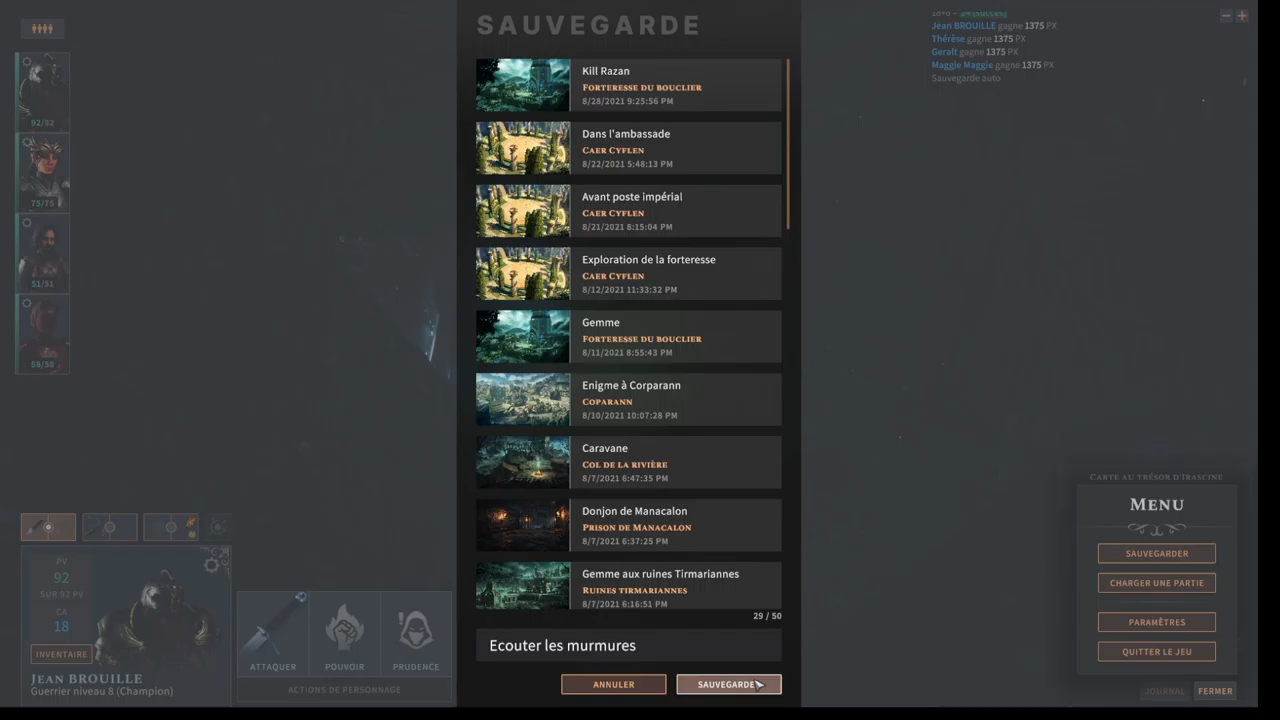 SAUVEGARDE
Kill Razan
FORTERESSE DU BOUCLIER
8/28/2021 9:25:56 PM
Dans l'ambassade
CAER CYFLEN
8/22/2021 5:48:13 PM
Avant poste impérial
CAER CYFLEN
8/21/2021 8:15:04 PM
Exploration de la forteresse
CAER CYFLEN
8/12/2021 11:33:32 PM
Gemme
FORTERESSE DU BOUCLIER
8/11/2021 8:55:43 PM
Enigme à Corparann
COPARANN
8/10/2021 10:07:28 PM
Caravane
COL DE LA RIVIÈRE
8/7/2021 6:47:35 PM
Donjon de Manacalon
PRISON DE MANACALON
8/7/2021 6:37:25 PM
Gemme aux ruines Tirmariannes
RUINES TIRMARIANNES
8/7/2021 6:16:51 PM
29 / 50
Ecouter les murmures
ANNULER
SAUVEGARDE
Jean BROUILLE gagne 1375 PX
Thérèse gagne 1375 PX
Geralt gagne 1375 PX
Maggie Maggie gagne 1375 PX
Sauvegarde auto
92/92
75/75
51/51
58/58
PV
92
SUR 92 PV
CA
18
INVENTAIRE
JEAN BROUILLE
Guerrier niveau 8 (Champion)
ATTAQUER
POUVOIR
PRUDENCE
ACTIONS DE PERSONNAGE
CARTE AU TRÉSOR D'IRASCINE
MENU
SAUVEGARDER
CHARGER UNE PARTIE
PARAMÈTRES
QUITTER LE JEU
JOURNAL
FERMER